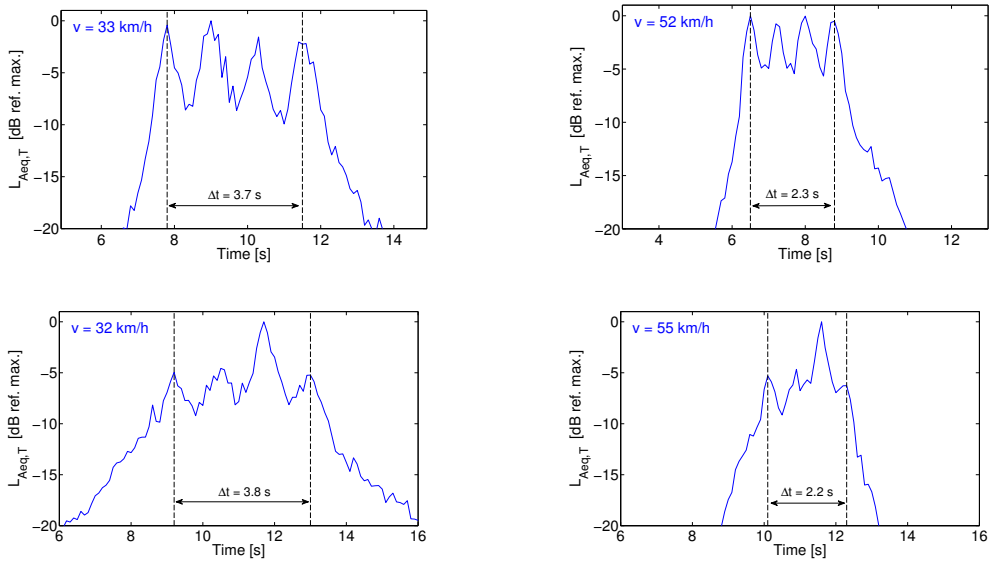 v = 33 km/h
L_Aeq,T [dB ref. max.]
0
−5
−10
−15
−20
Δt = 3.7 s
6 8 10 12 14
Time [s]
v = 52 km/h
L_Aeq,T [dB ref. max.]
0
−5
−10
−15
−20
Δt = 2.3 s
4 6 8 10 12
Time [s]
v = 32 km/h
L_Aeq,T [dB ref. max.]
0
−5
−10
−15
−20
Δt = 3.8 s
6 8 10 12 14 16
Time [s]
v = 55 km/h
L_Aeq,T [dB ref. max.]
0
−5
−10
−15
−20
Δt = 2.2 s
6 8 10 12 14 16
Time [s]